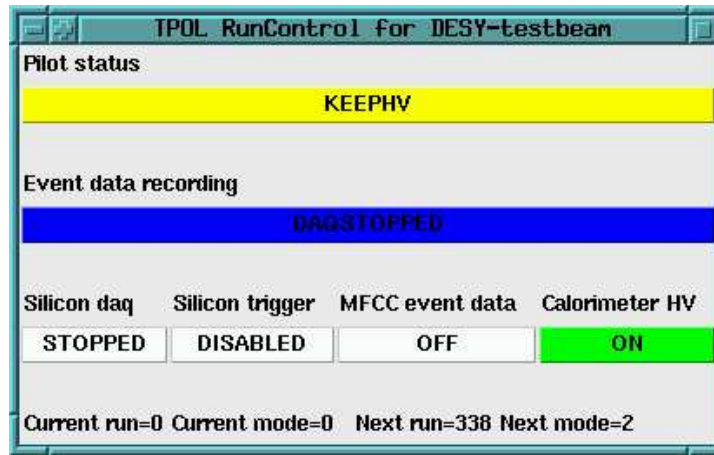 TPOL RunControl for DESY-testbeam
Pilot status
KEEPHV
Event data recording
DAQSTOPPED
Silicon daq Silicon trigger MFCC event data Calorimeter HV
STOPPED DISABLED OFF ON
Current run=0 Current mode=0 Next run=338 Next mode=2